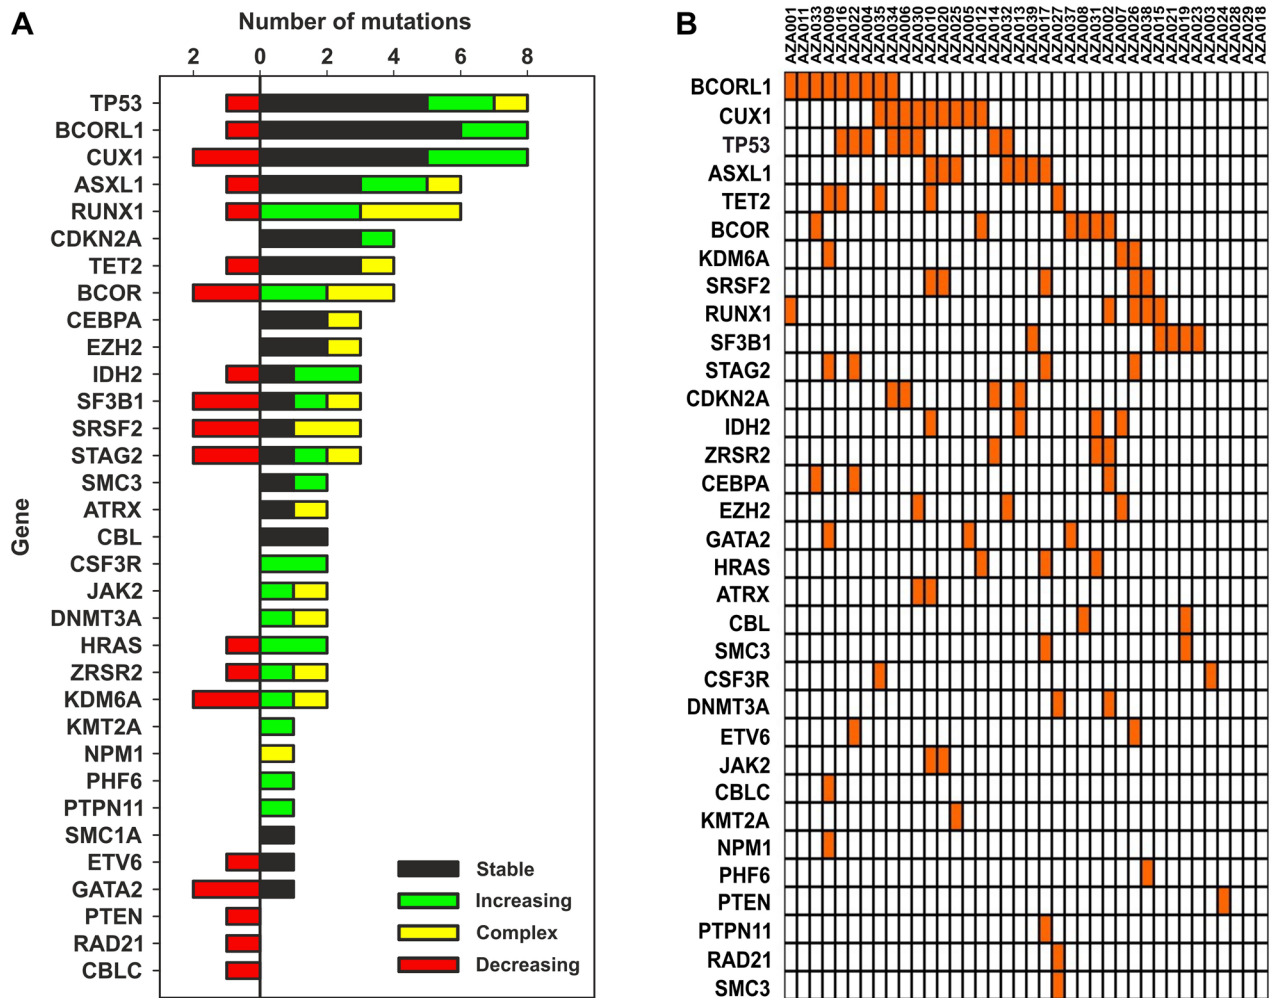 A
Number of mutations
2 0 2 4 6 8
Gene
TP53
BCORL1
CUX1
ASXL1
RUNX1
CDKN2A
TET2
BCOR
CEBPA
EZH2
IDH2
SF3B1
SRSF2
STAG2
SMC3
ATRX
CBL
CSF3R
JAK2
DNMT3A
HRAS
ZRSR2
KDM6A
KMT2A
NPM1
PHF6
PTPN11
SMC1A
ETV6
GATA2
PTEN
RAD21
CBLC
Stable
Increasing
Complex
Decreasing
B
AZA001
AZA011
AZA033
AZA009
AZA016
AZA022
AZA004
AZA035
AZA034
AZA006
AZA030
AZA010
AZA020
AZA025
AZA005
AZA012
AZA014
AZA032
AZA013
AZA039
AZA017
AZA027
AZA037
AZA008
AZA031
AZA002
AZA007
AZA026
AZA038
AZA015
AZA021
AZA019
AZA023
AZA003
AZA024
AZA028
AZA029
AZA018
BCORL1
CUX1
TP53
ASXL1
TET2
BCOR
KDM6A
SRSF2
RUNX1
SF3B1
STAG2
CDKN2A
IDH2
ZRSR2
CEBPA
EZH2
GATA2
HRAS
ATRX
CBL
SMC3
CSF3R
DNMT3A
ETV6
JAK2
CBLC
KMT2A
NPM1
PHF6
PTEN
PTPN11
RAD21
SMC3